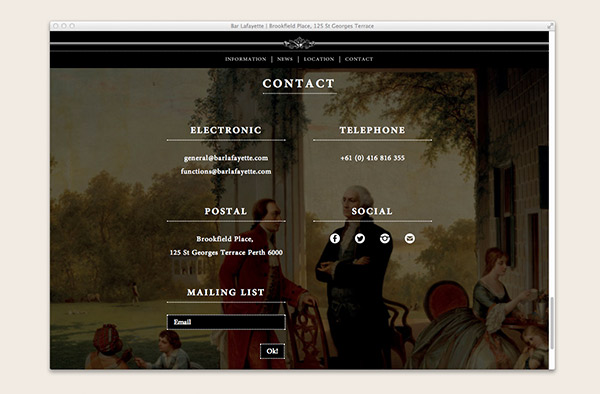 Bar Lafayette | Brookfield Place, 125 St Georges Terrace
INFORMATION | NEWS | LOCATION | CONTACT
CONTACT
ELECTRONIC
general@barlafayette.com
functions@barlafayette.com
TELEPHONE
+61 (0) 416 816 355
POSTAL
Brookfield Place,
125 St Georges Terrace Perth 6000
SOCIAL
MAILING LIST
Email
Ok!